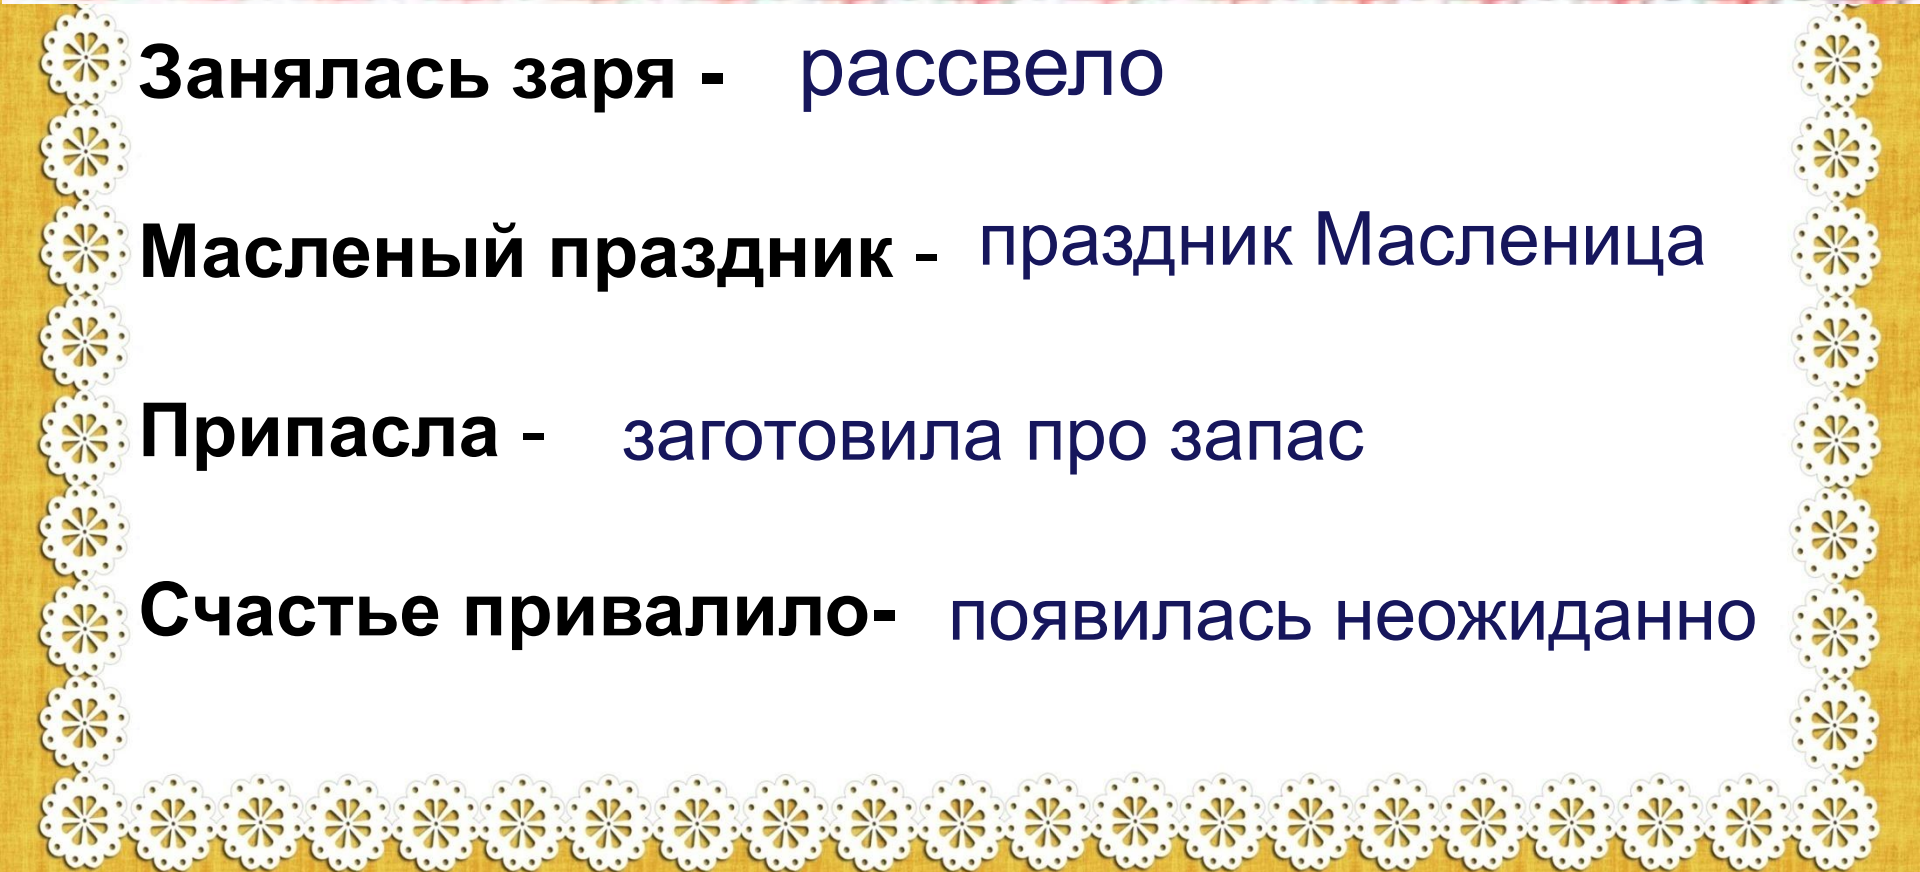 Занялась заря - рассвело
Масленый праздник - праздник Масленица
Припасла - заготовила про запас
Счастье привалило- появилась неожиданно